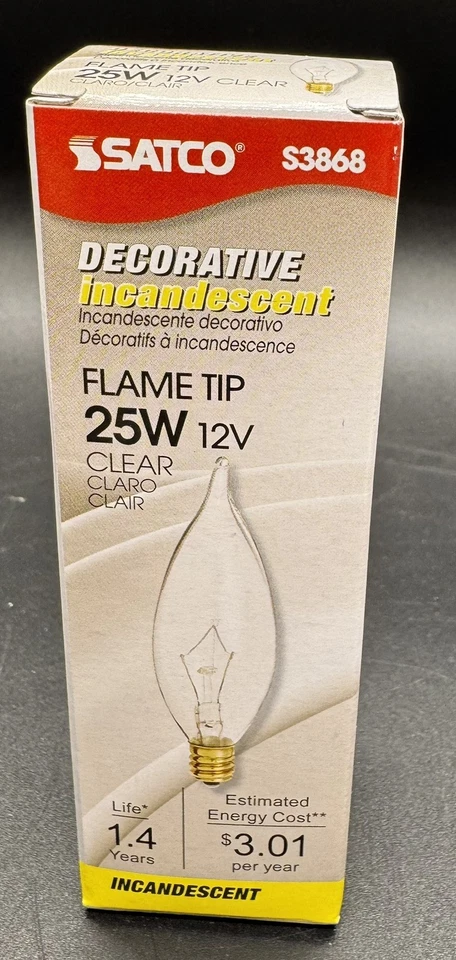 FLAME TIP
25W 12V CLEAR
CLARO/CLAIR
SATCO® S3868
DECORATIVE
incandescent
Incandescente decorativo
Décoratifs à incandescence
FLAME TIP
25W 12V
CLEAR
CLARO
CLAIR
Life*
1.4
Years
Estimated
Energy Cost**
$3.01
per year
INCANDESCENT